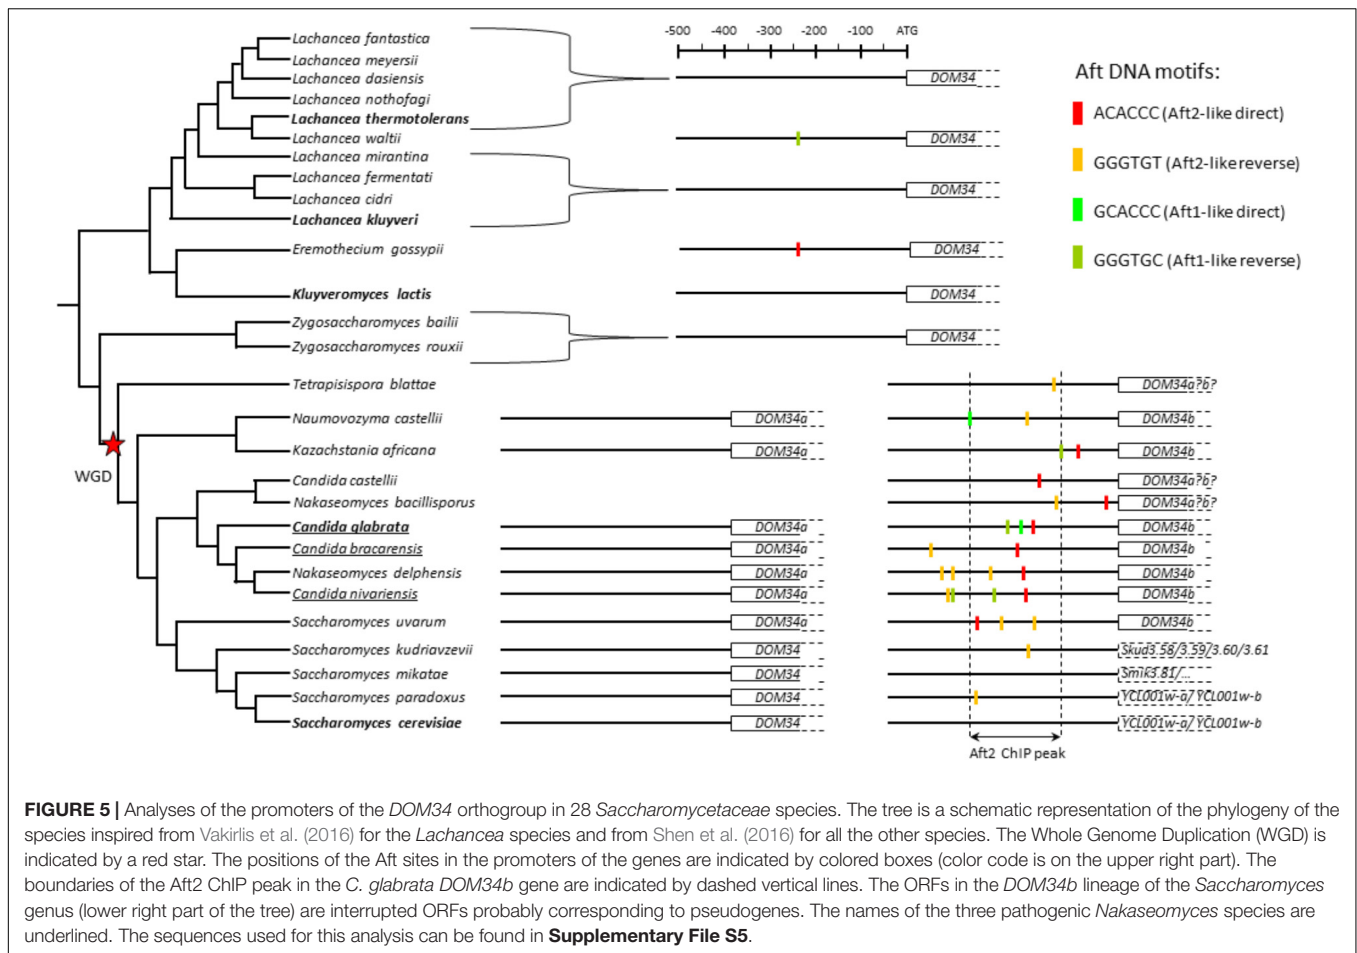 -500 -400 -300 -200 ATG
Lachancea fantastica
Lachancea meyersii
Lachancea dasiensis DOM34
Lachancea nothofagi
Lachancea thermotolerans
Lachancea waltii DOM34
Lachancea mirantina
Lachancea fermentati
Lachancea cidri DOM34
Lachancea kluyveri
Eremothecium gossypii DOM34
Kluyveromyces lactis DOM34
Zygosaccharomyces bailii
Zygosaccharomyces rouxii DOM34
Aft DNA motifs:
ACACCC (Aft2-like direct)
GGGTGT (Aft2-like reverse)
GCACCC (Aft1-like direct)
GGGTGC (Aft1-like reverse)
WGD
Tetrapisispora blattae DOM34a?b?
Naumovozyma castellii DOM34a DOM34b
Kazachstania africana DOM34a DOM34b
Candida castellii DOM34a?b?
Nakaseomyces bacillisporus DOM34a?b?
Candida glabrata DOM34a DOM34b
Candida bracarensis DOM34a DOM34b
Nakaseomyces delphensis DOM34a DOM34b
Candida nivariensis DOM34a DOM34b
Saccharomyces uvarum DOM34a DOM34b
Saccharomyces kudriavzevii DOM34 Skud3.58/3.59/3.60/3.61
Saccharomyces mikatae DOM34 Smik3.81/...
Saccharomyces paradoxus DOM34 YCL001w-a/ YCL001w-b
Saccharomyces cerevisiae DOM34 YCL001w-a/ YCL001w-b
Aft2 ChIP peak
FIGURE 5 | Analyses of the promoters of the DOM34 orthogroup in 28 Saccharomycetaceae species. The tree is a schematic representation of the phylogeny of the
species inspired from Vakirlis et al. (2016) for the Lachancea species and from Shen et al. (2016) for all the other species. The Whole Genome Duplication (WGD) is
indicated by a red star. The positions of the Aft sites in the promoters of the genes are indicated by colored boxes (color code is on the upper right part). The
boundaries of the Aft2 ChIP peak in the C. glabrata DOM34b gene are indicated by dashed vertical lines. The ORFs in the DOM34b lineage of the Saccharomyces
genus (lower right part of the tree) are interrupted ORFs probably corresponding to pseudogenes. The names of the three pathogenic Nakaseomyces species are
underlined. The sequences used for this analysis can be found in Supplementary File S5.